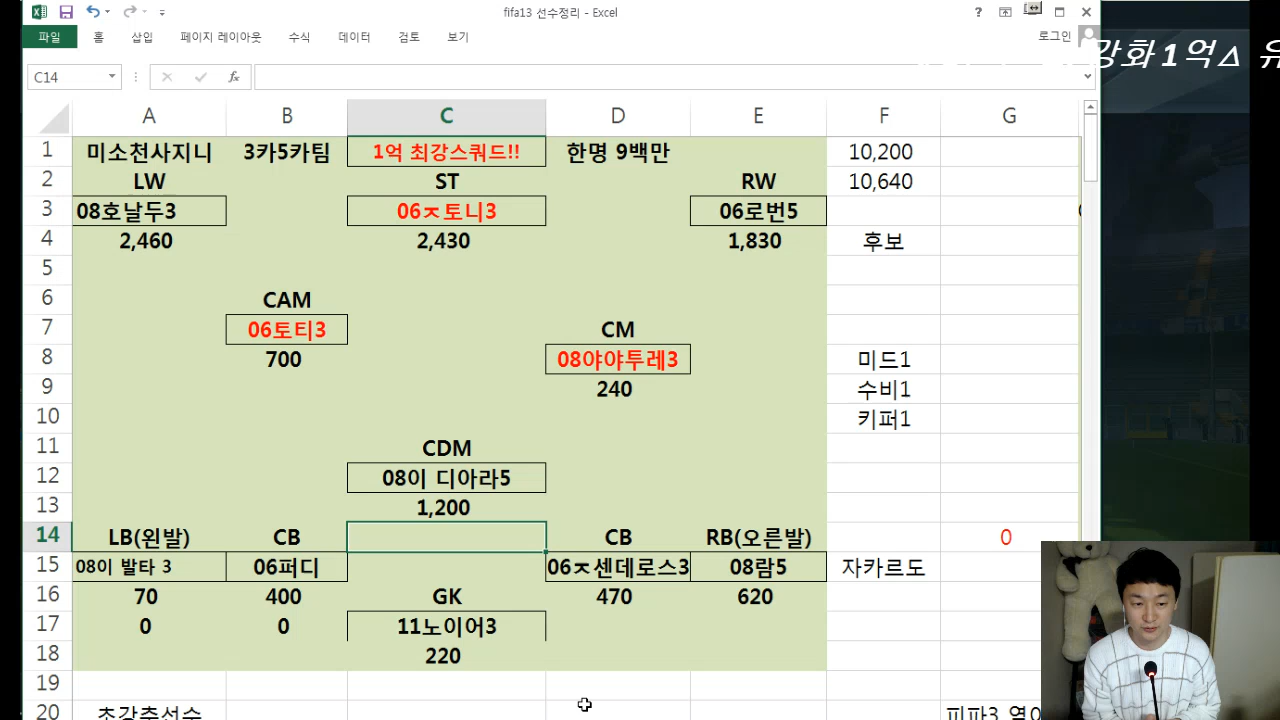 fifa13 선수정리 - Excel
파일 홈 삽입 페이지 레이아웃 수식 데이터 검토 보기 로그인
강화 1억△ 유
C14 fx
A B C D E F G
1 미소천사지니 3카5카팀 1억 최강스쿼드!! 한명 9백만 10,200
2 LW ST RW 10,640
3 08호날두3 06ㅈ토니3 06로번5
4 2,460 2,430 1,830 후보
5
6 CAM
7 06토티3 CM
8 700 08야야투레3 미드1
9 240 수비1
10 키퍼1
11 CDM
12 08이 디아라5
13 1,200
14 LB(왼발) CB CB RB(오른발) 0
15 08이 발타 3 06퍼디 06ㅈ센데로스3 08람5 자카르도
16 70 400 GK 470 620
17 0 0 11노이어3
18 220
19
20 초강추선수